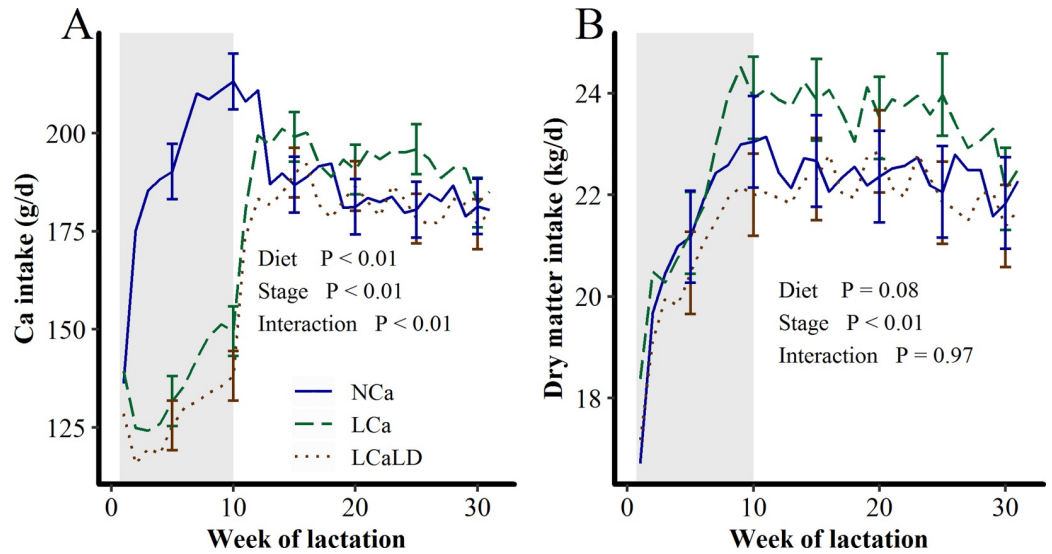 A
Ca intake (g/d)
200
175
150
125
Diet P < 0.01
Stage P < 0.01
Interaction P < 0.01
NCa
LCa
LCaLD
0 10 20 30
Week of lactation
B
Dry matter intake (kg/d)
24
22
20
18
Diet P = 0.08
Stage P < 0.01
Interaction P = 0.97
0 10 20 30
Week of lactation